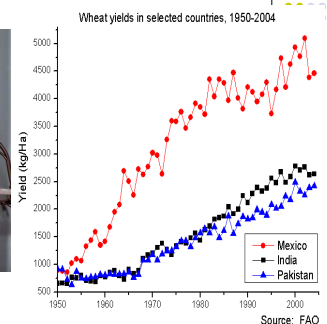 Wheat yields in selected countries, 1950-2004
Yield (kg/Ha)
5000
4500
4000
3500
3000
2500
2000
1500
1000
500
1950 1960 1970 1980 1990 2000
Mexico
India
Pakistan
Source: FAO